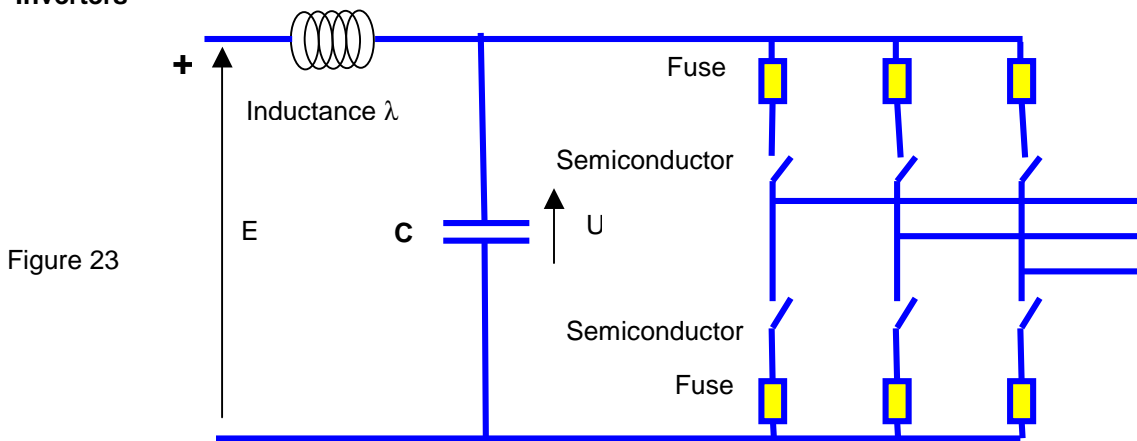 Inverters
+
Fuse
Inductance λ
Semiconductor
E
C
U
Figure 23
Semiconductor
Fuse